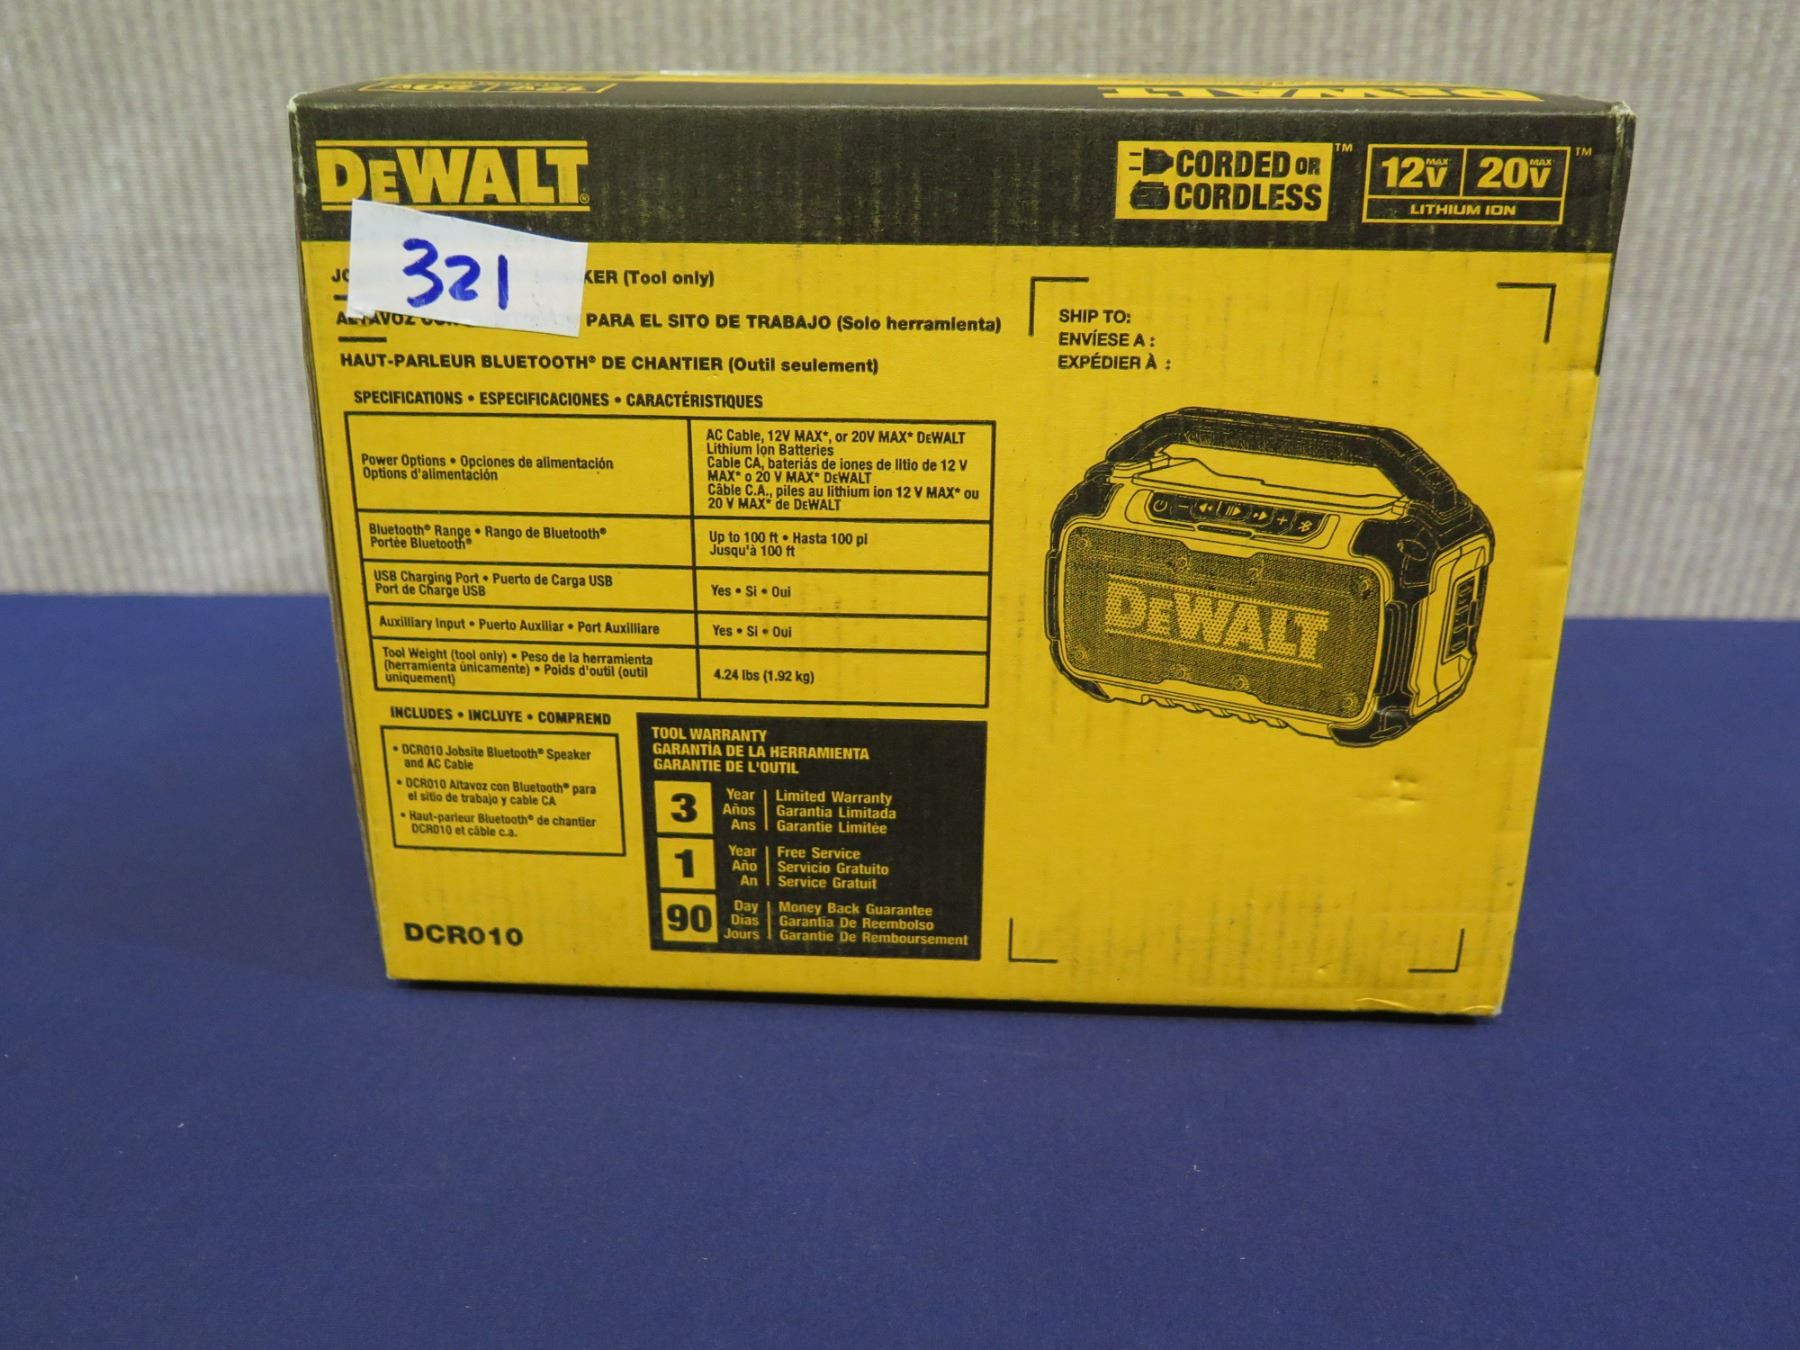 20V 12V DEWALT
DEWALT®
CORDED OR ™
CORDLESS
12V MAX 20V MAX ™
LITHIUM ION
321
(Tool only)
PARA EL SITO DE TRABAJO (Solo herramienta)
HAUT-PARLEUR BLUETOOTH® DE CHANTIER (Outil seulement)
SHIP TO:
ENVÍESE A :
EXPÉDIER À :
SPECIFICATIONS • ESPECIFICACIONES • CARACTÉRISTIQUES
Power Options • Opciones de alimentación
Options d'alimentación
AC Cable, 12V MAX*, or 20V MAX* DEWALT
Lithium Ion Batteries
Cable CA, bateriás de iones de litio de 12 V
MAX* o 20 V MAX* DEWALT
Câble C.A., piles au lithium ion 12 V MAX* ou
20 V MAX* de DEWALT
Bluetooth® Range • Rango de Bluetooth®
Portée Bluetooth®
Up to 100 ft • Hasta 100 pi
Jusqu'à 100 ft
USB Charging Port • Puerto de Carga USB
Port de Charge USB
Yes • Si • Oui
Auxilliary Input • Puerto Auxiliar • Port Auxilliare
Yes • Si • Oui
Tool Weight (tool only) • Peso de la herramienta
(herramienta únicamente) • Poids d'outil (outil
uniquement)
4.24 lbs (1.92 kg)
DEWALT
INCLUDES • INCLUYE • COMPREND
• DCR010 Jobsite Bluetooth® Speaker
and AC Cable
• DCR010 Altavoz con Bluetooth® para
el sitio de trabajo y cable CA
• Haut-parleur Bluetooth® de chantier
DCR010 et câble c.a.
TOOL WARRANTY
GARANTÍA DE LA HERRAMIENTA
GARANTIE DE L'OUTIL
3
Year Limited Warranty
Años Garantía Limitada
Ans Garantie Limitée
1
Year Free Service
Año Servicio Gratuito
An Service Gratuit
90
Day Money Back Guarantee
Días Garantía De Reembolso
Jours Garantie De Remboursement
DCR010